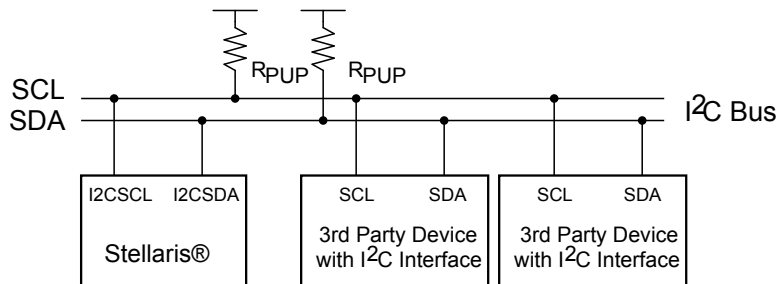 RPUP RPUP
SCL
SDA
I²C Bus
I2CSCL I2CSDA SCL SDA SCL SDA
Stellaris®
3rd Party Device
with I²C Interface
3rd Party Device
with I²C Interface